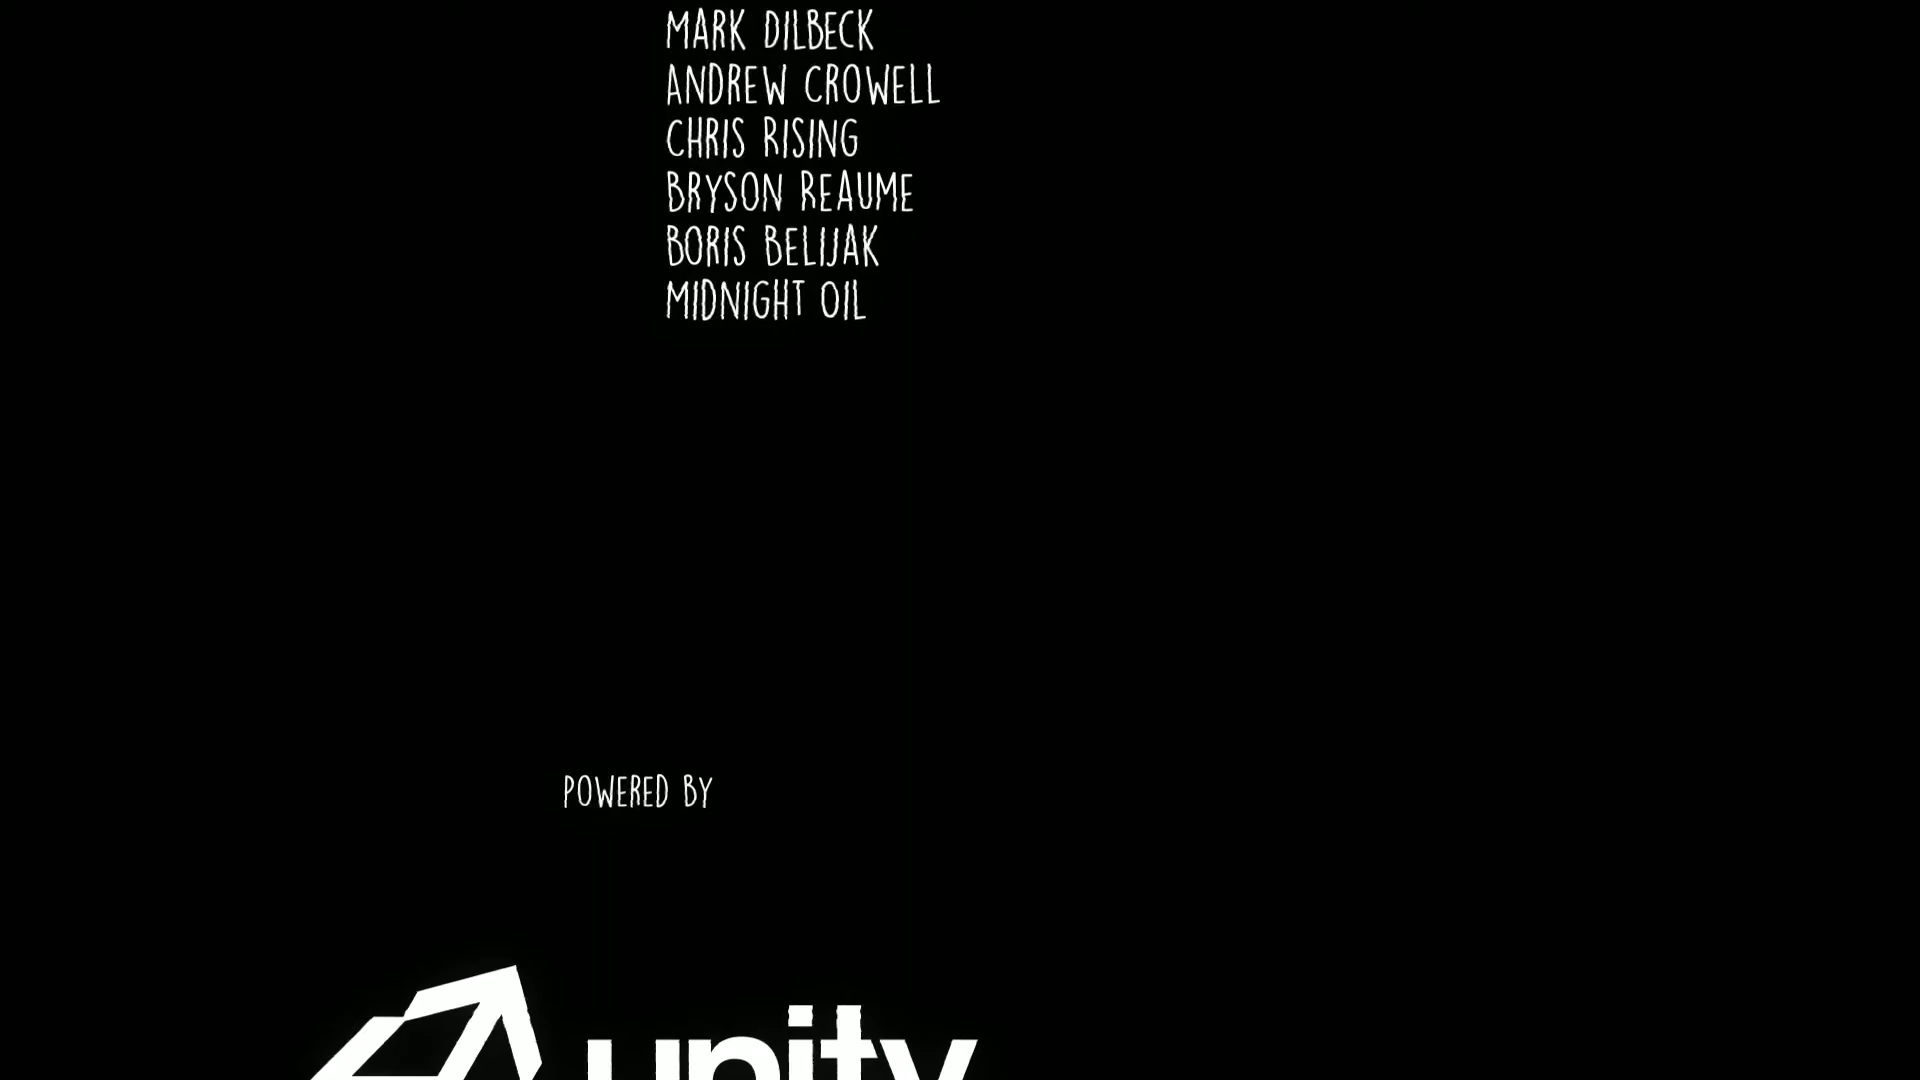 MARK DILBECK
ANDREW CROWELL
CHRIS RISING
BRYSON REAUME
BORIS BELIJAK
MIDNIGHT OIL
POWERED BY
unity